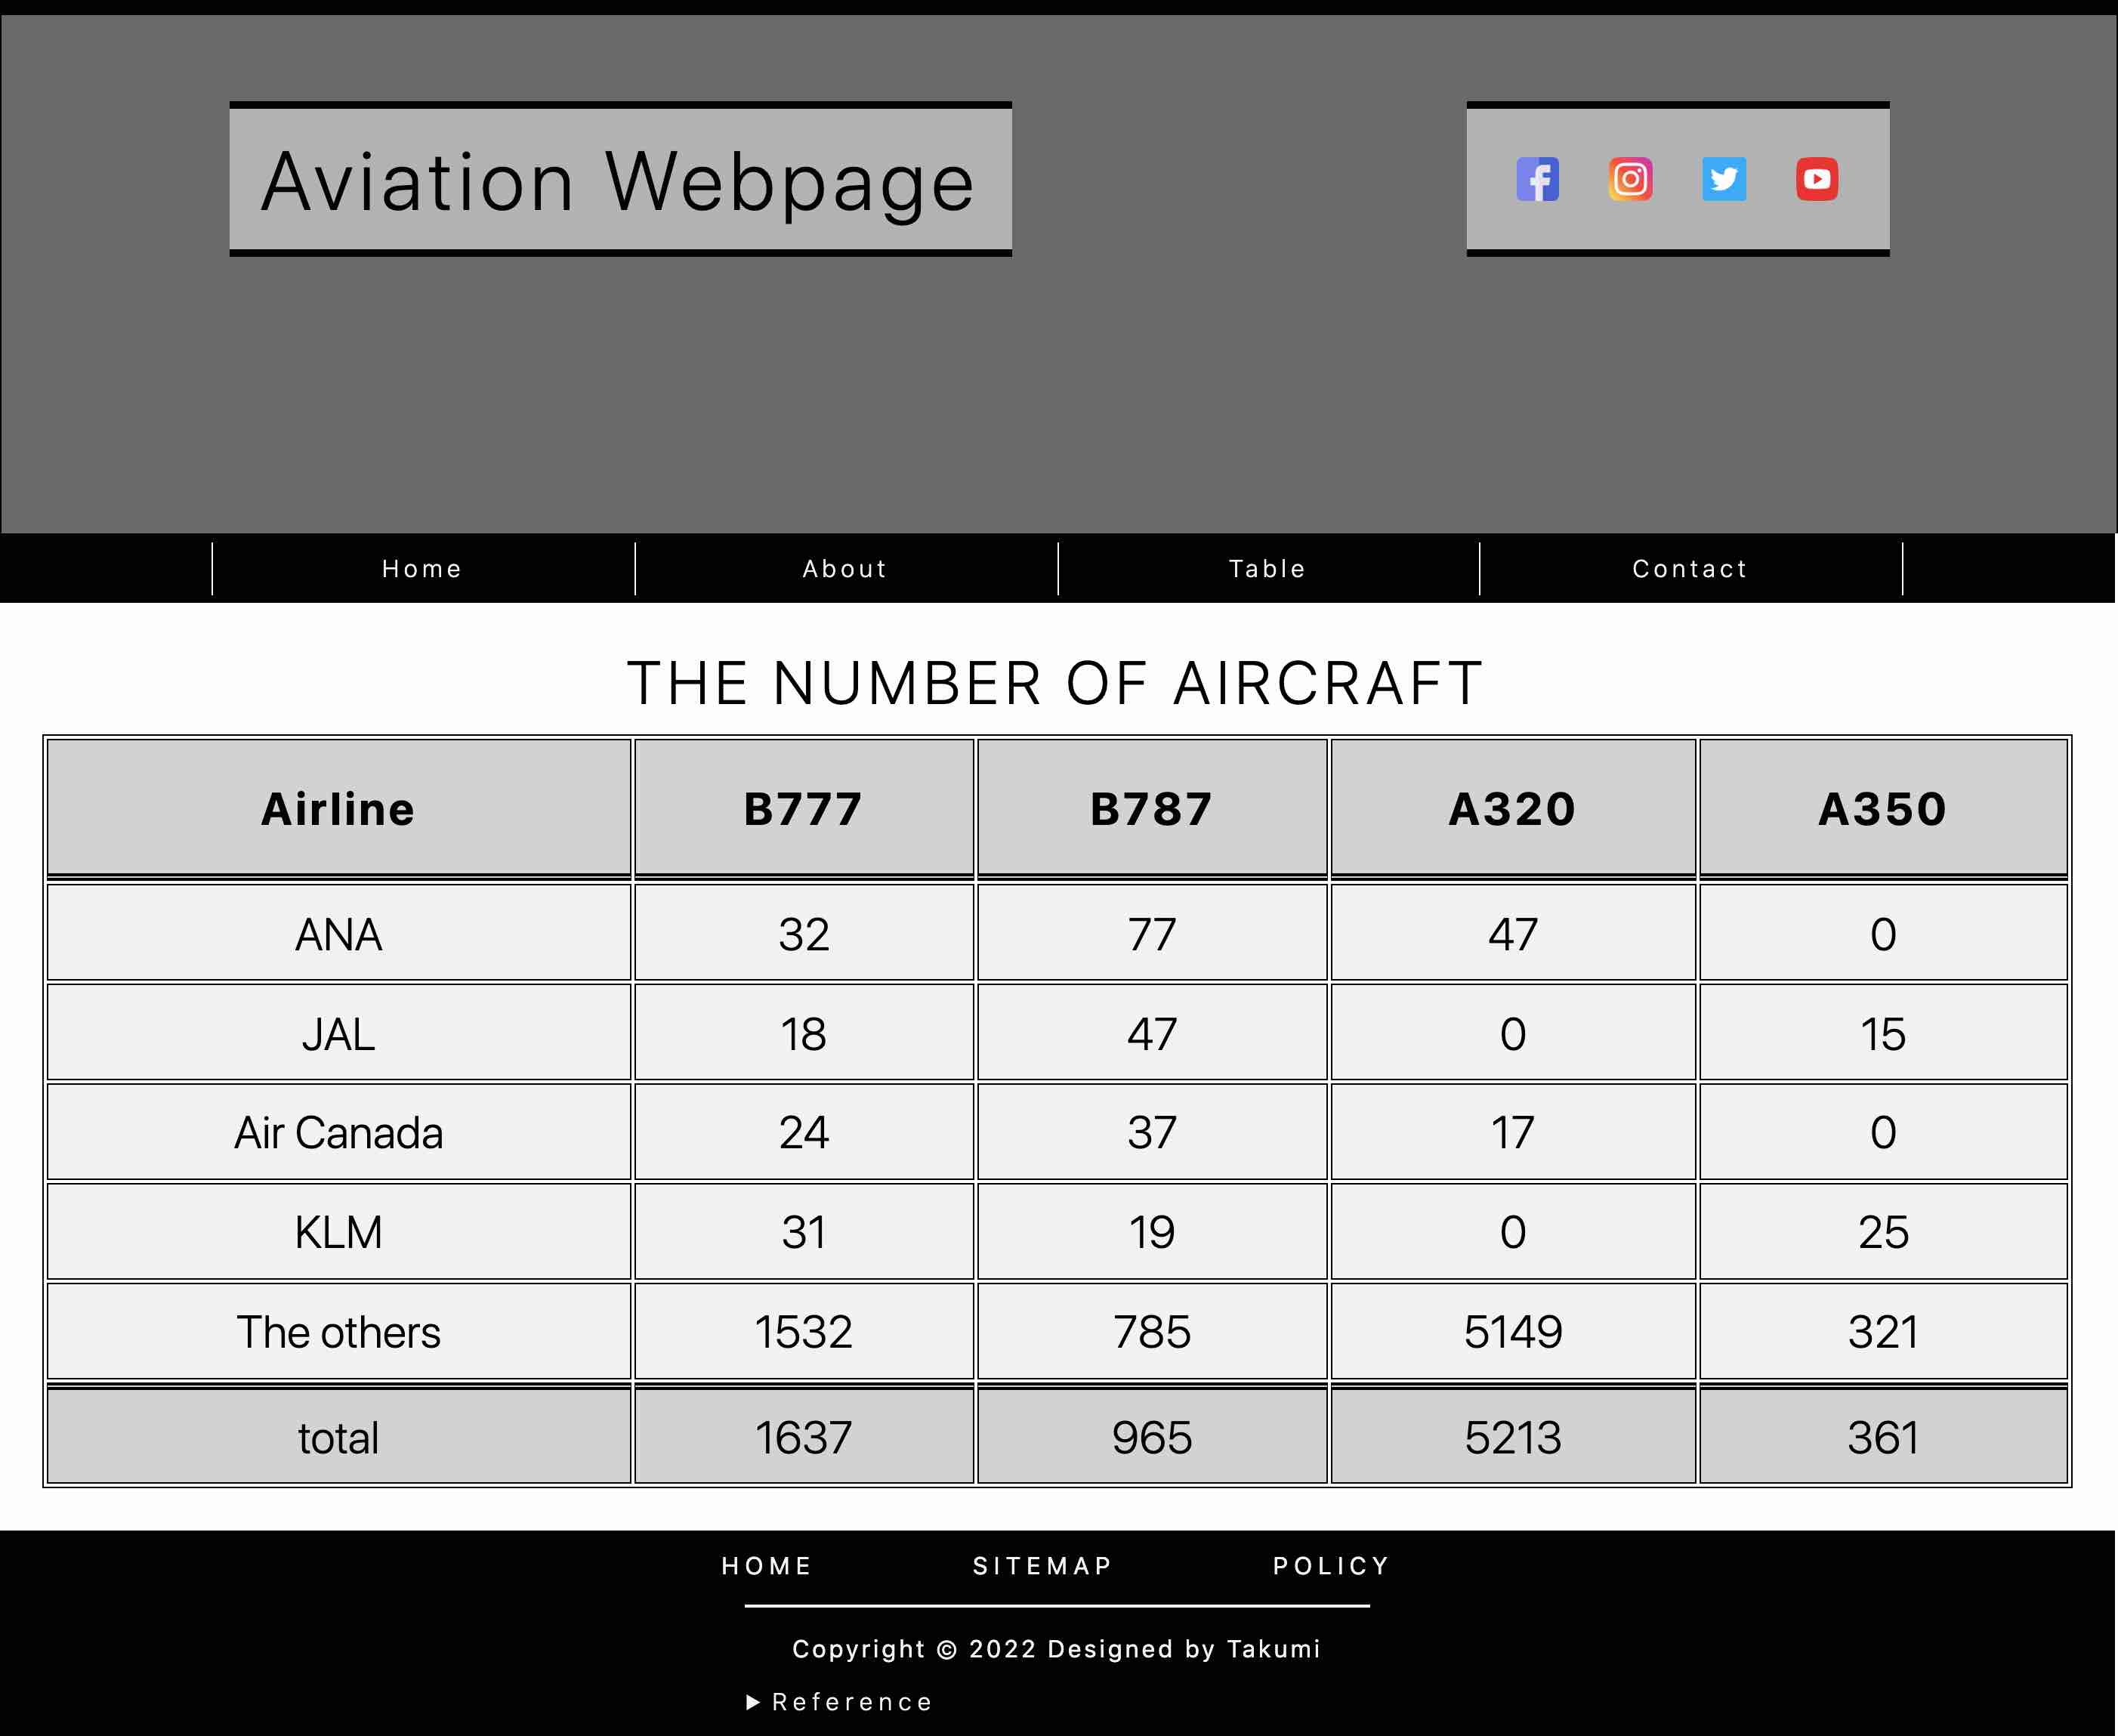 Aviation Webpage
Home About Table Contact
THE NUMBER OF AIRCRAFT
Airline B777 B787 A320 A350
ANA 32 77 47 0
JAL 18 47 0 15
Air Canada 24 37 17 0
KLM 31 19 0 25
The others 1532 785 5149 321
total 1637 965 5213 361
HOME SITEMAP POLICY
Copyright © 2022 Designed by Takumi
▶ Reference